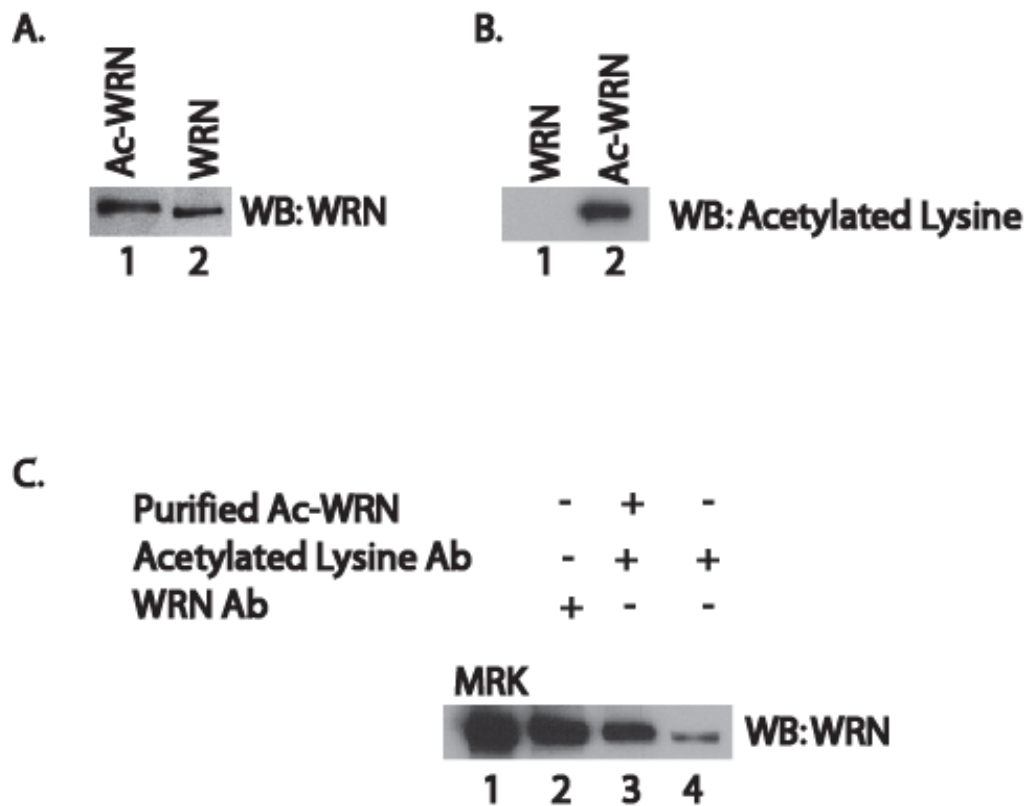 A.
Ac-WRN
WRN
WB: WRN
1 2
B.
WRN
Ac-WRN
WB: Acetylated Lysine
1 2
C.
Purified Ac-WRN - + -
Acetylated Lysine Ab - + +
WRN Ab + - -
MRK
WB: WRN
1 2 3 4